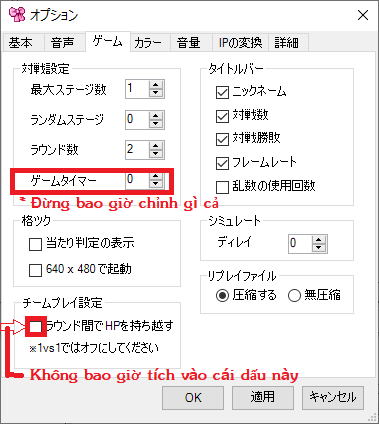 オプション
基本 音声 ゲーム カラー 音量 IPの変換 詳細
対戦設定
最大ステージ数 1
ランダムステージ 0
ラウンド数 2
ゲームタイマー 0
* Đừng bao giờ chỉnh gì cả
格ツク
当たり判定の表示
640 x 480で起動
チームプレイ設定
ラウンド間でHPを持ち越す
※1vs1ではオフにしてください
Không bao giờ tích vào cái dấu này
タイトルバー
ニックネーム
対戦数
対戦勝敗
フレームレート
乱数の使用回数
シミュレート
ディレイ 0
リプレイファイル
圧縮する 無圧縮
OK 適用 キャンセル